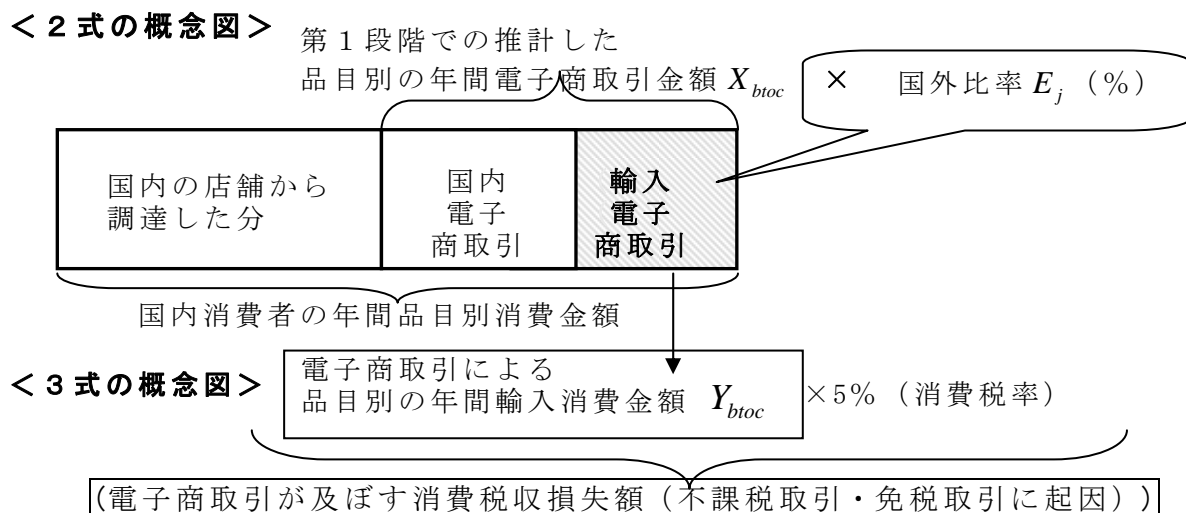 ＜２式の概念図＞
第１段階での推計した
品目別の年間電子商取引金額 X_btoc
× 国外比率 E_j （%）
国内の店舗から
調達した分
国内
電子
商取引
輸入
電子
商取引
国内消費者の年間品目別消費金額
＜３式の概念図＞
電子商取引による
品目別の年間輸入消費金額 Y_btoc
×5%（消費税率）
(電子商取引が及ぼす消費税収損失額（不課税取引・免税取引に起因）)